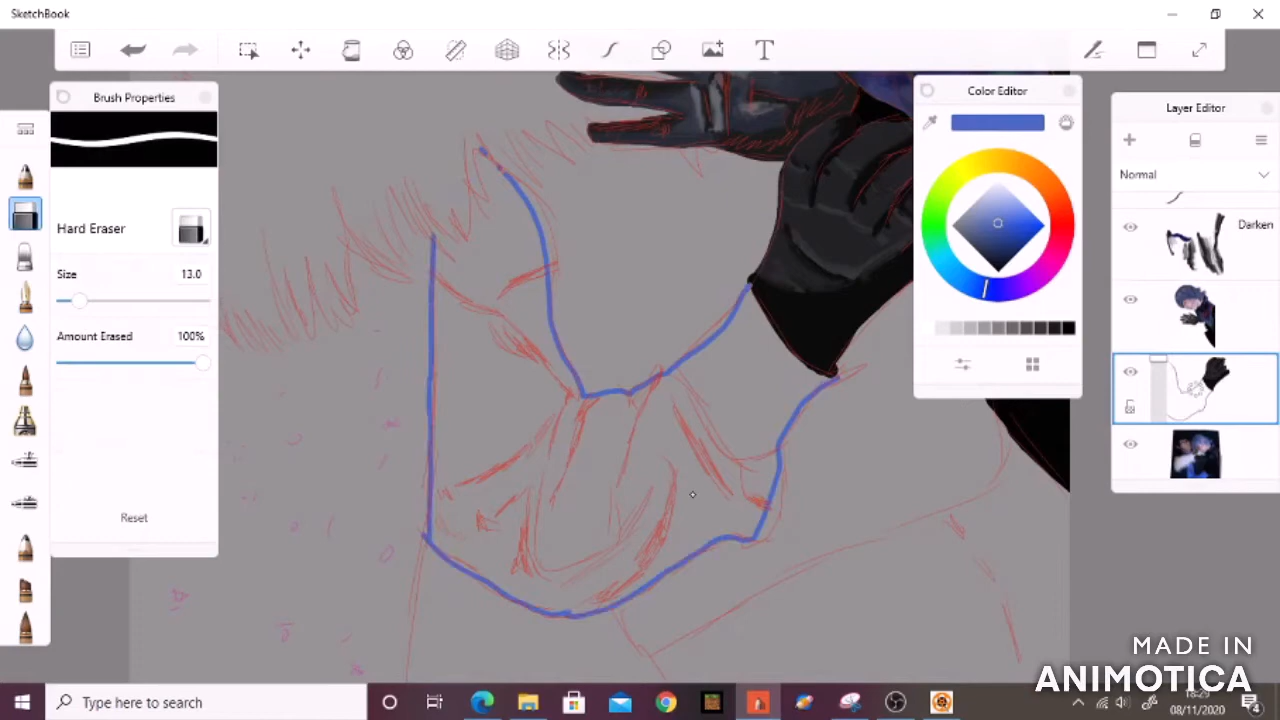 SketchBook
T
Brush Properties
Color Editor
Layer Editor
Normal
Hard Eraser
Darken
Size 13.0
Amount Erased 100%
Reset
MADE IN
ANIMOTICA
Type here to search
08/11/2020
4